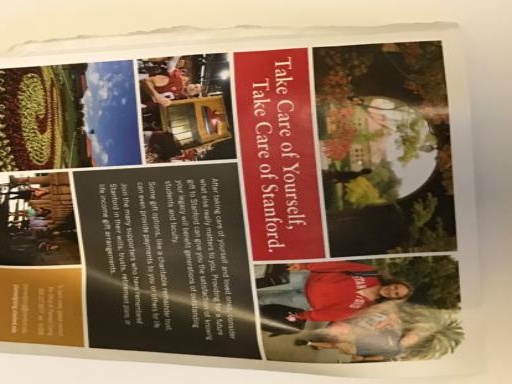 Take Care of Yourself,
Take Care of Stanford.
After taking care of yourself and loved ones, consider
what else really matters to you. Providing for a future
gift to Stanford can give you the satisfaction of knowing
your legacy will benefit generations of outstanding
students and faculty.
Some gift options, like a charitable remainder trust,
can even provide payments to you or others for life.
Join the many supporters who have remembered
Stanford in their wills, trusts, retirement plans, or
life income gift arrangements.